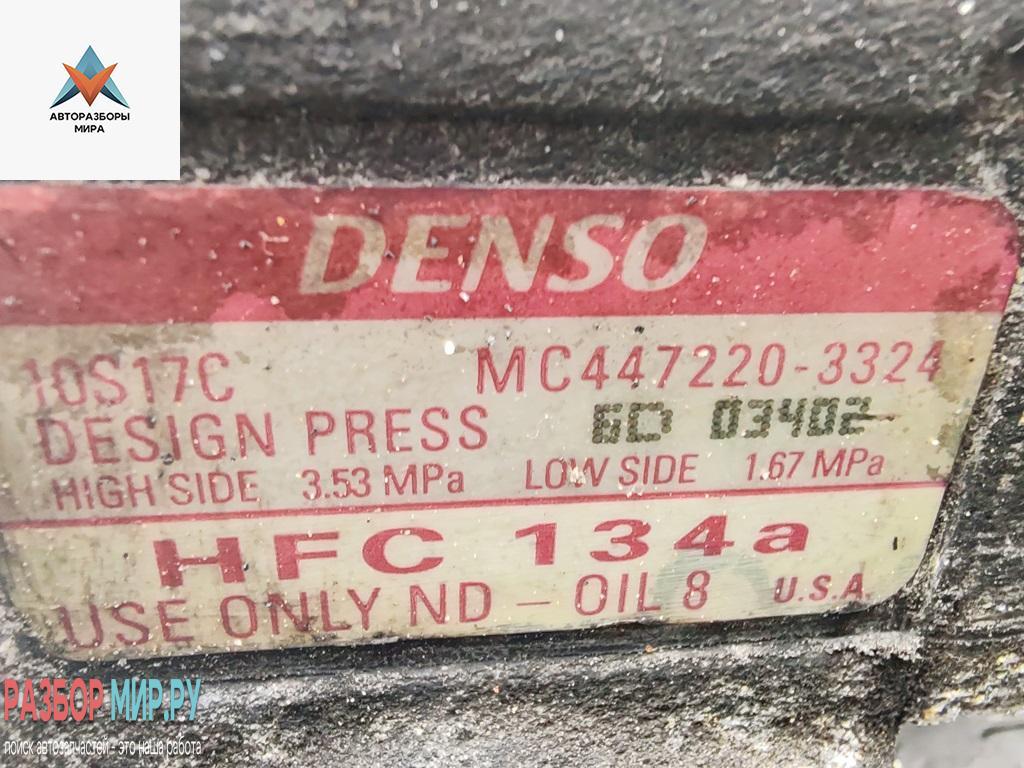 АВТОРАЗБОРЫ
МИРА
DENSO
10S17C MC447220-3324
DESIGN PRESS 6D 03402
HIGH SIDE 3.53 MPa LOW SIDE 1.67 MPa
HFC 134a
USE ONLY ND-OIL 8 U.S.A.
РАЗБОР МИР.РУ
поиск автозапчастей - это наша работа